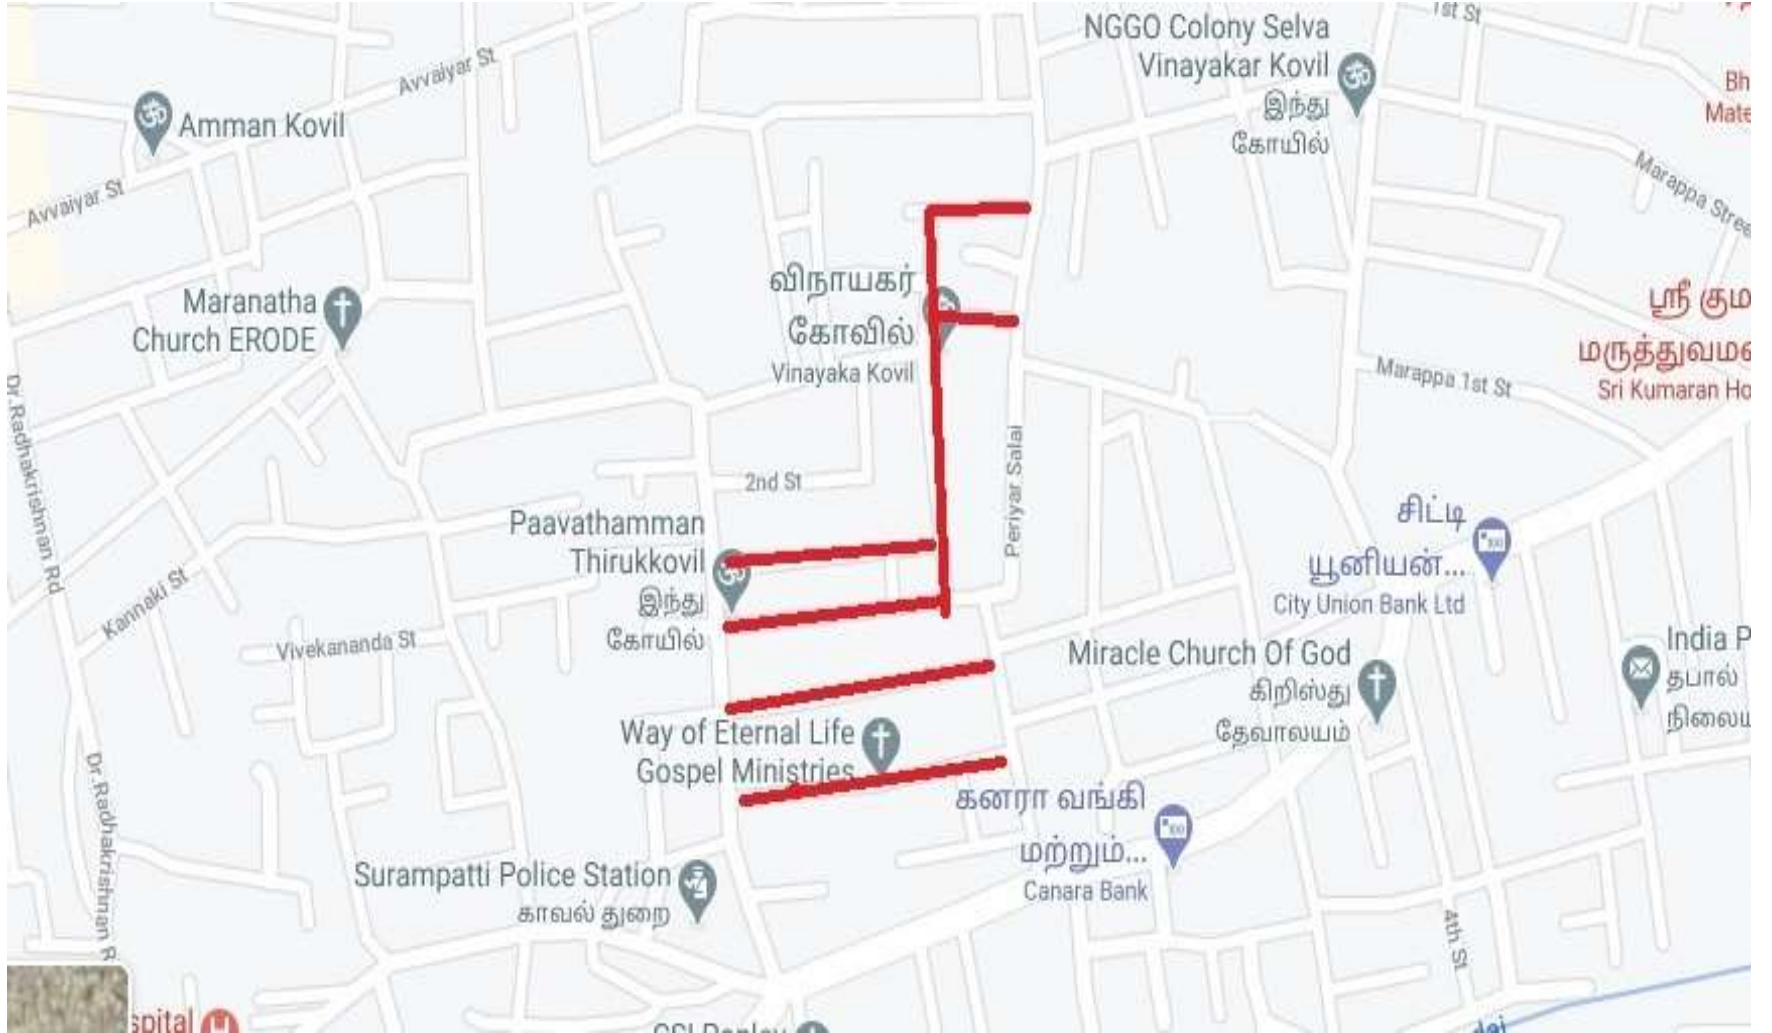 1st St
NGGO Colony Selva
Vinayakar Kovil
இந்து
கோயில்
Avvaiyar St
Bh
Mate
Amman Kovil
Marappa Stree
Avvaiyar St
விநாயகர்
கோவில்
Vinayaka Kovil
Maranatha
Church ERODE
ஸ்ரீ கும
மருத்துவம
Sri Kumaran Ho
Marappa 1st St
Dr.Radhakrishnan Rd
Periyar Salai
2nd St
Paavathamman
Thirukkovil
இந்து
கோயில்
சிட்டி
யூனியன்...
City Union Bank Ltd
Kannaki St
Vivekananda St
Miracle Church Of God
கிறிஸ்து
தேவாலயம்
India P
தபால்
நிலைய
Way of Eternal Life
Gospel Ministries
Dr.Radhakrishnan R
கனரா வங்கி
மற்றும்...
Canara Bank
Surampatti Police Station
காவல் துறை
4th St
spital